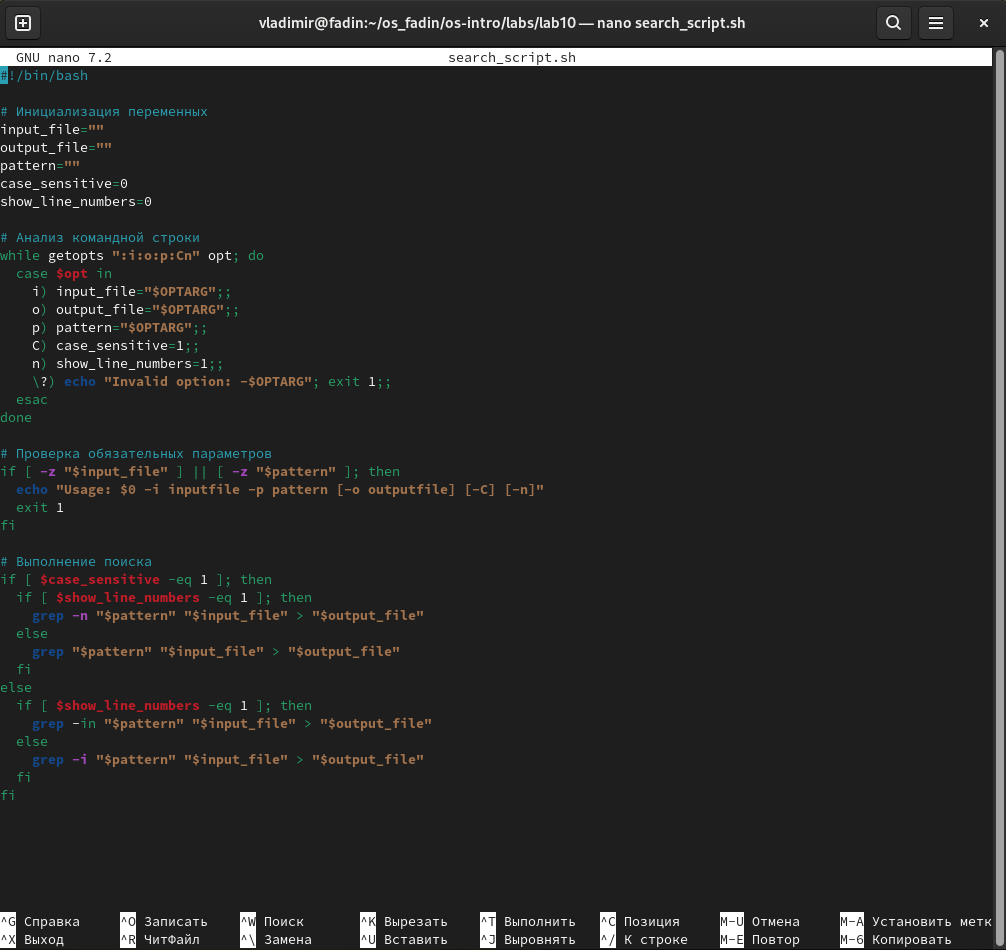 vladimir@fadin:~/os_fadin/os-intro/labs/lab10 — nano search_script.sh
GNU nano 7.2 search_script.sh
#!/bin/bash

# Инициализация переменных
input_file=""
output_file=""
pattern=""
case_sensitive=0
show_line_numbers=0

# Анализ командной строки
while getopts ":i:o:p:Cn" opt; do
  case $opt in
    i) input_file="$OPTARG";;
    o) output_file="$OPTARG";;
    p) pattern="$OPTARG";;
    C) case_sensitive=1;;
    n) show_line_numbers=1;;
    \?) echo "Invalid option: -$OPTARG"; exit 1;;
  esac
done

# Проверка обязательных параметров
if [ -z "$input_file" ] || [ -z "$pattern" ]; then
  echo "Usage: $0 -i inputfile -p pattern [-o outputfile] [-C] [-n]"
  exit 1
fi

# Выполнение поиска
if [ $case_sensitive -eq 1 ]; then
  if [ $show_line_numbers -eq 1 ]; then
    grep -n "$pattern" "$input_file" > "$output_file"
  else
    grep "$pattern" "$input_file" > "$output_file"
  fi
else
  if [ $show_line_numbers -eq 1 ]; then
    grep -in "$pattern" "$input_file" > "$output_file"
  else
    grep -i "$pattern" "$input_file" > "$output_file"
  fi
fi

^G Справка ^O Записать ^W Поиск ^K Вырезать ^T Выполнить ^C Позиция M-U Отмена M-A Установить метк
^X Выход ^R ЧитФайл ^\ Замена ^U Вставить ^J Выровнять ^/ К строке M-E Повтор M-6 Копировать